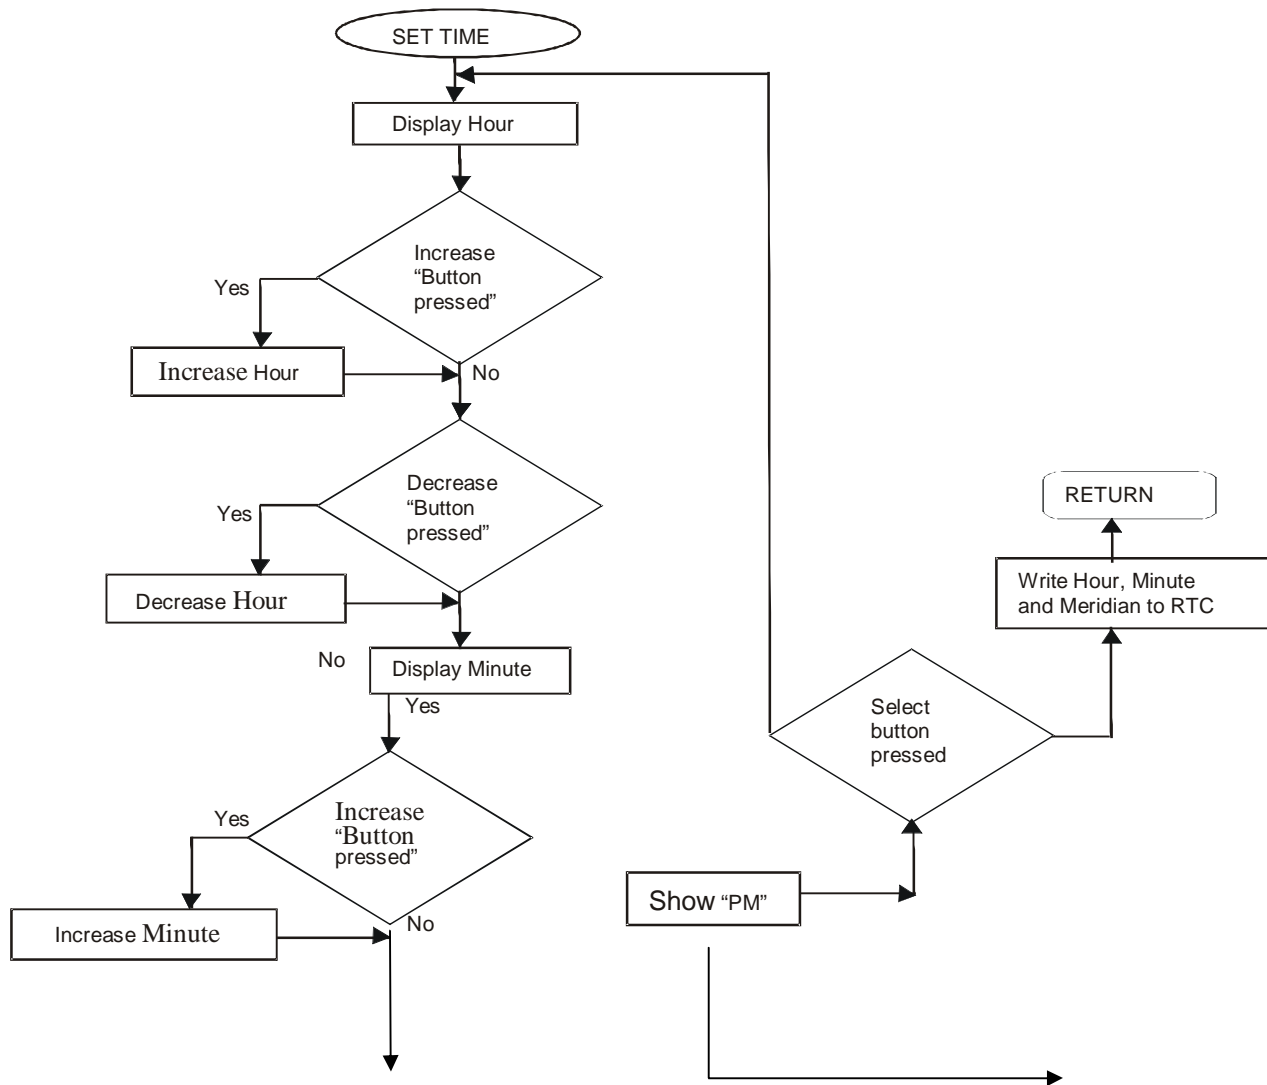 SET TIME
Display Hour
Increase
“Button
pressed”
Yes
Increase Hour
No
Decrease
“Button
pressed”
Yes
Decrease Hour
No
Display Minute
Yes
Increase
“Button
pressed”
Yes
Increase Minute
No
RETURN
Write Hour, Minute
and Meridian to RTC
Select
button
pressed
Show “PM”